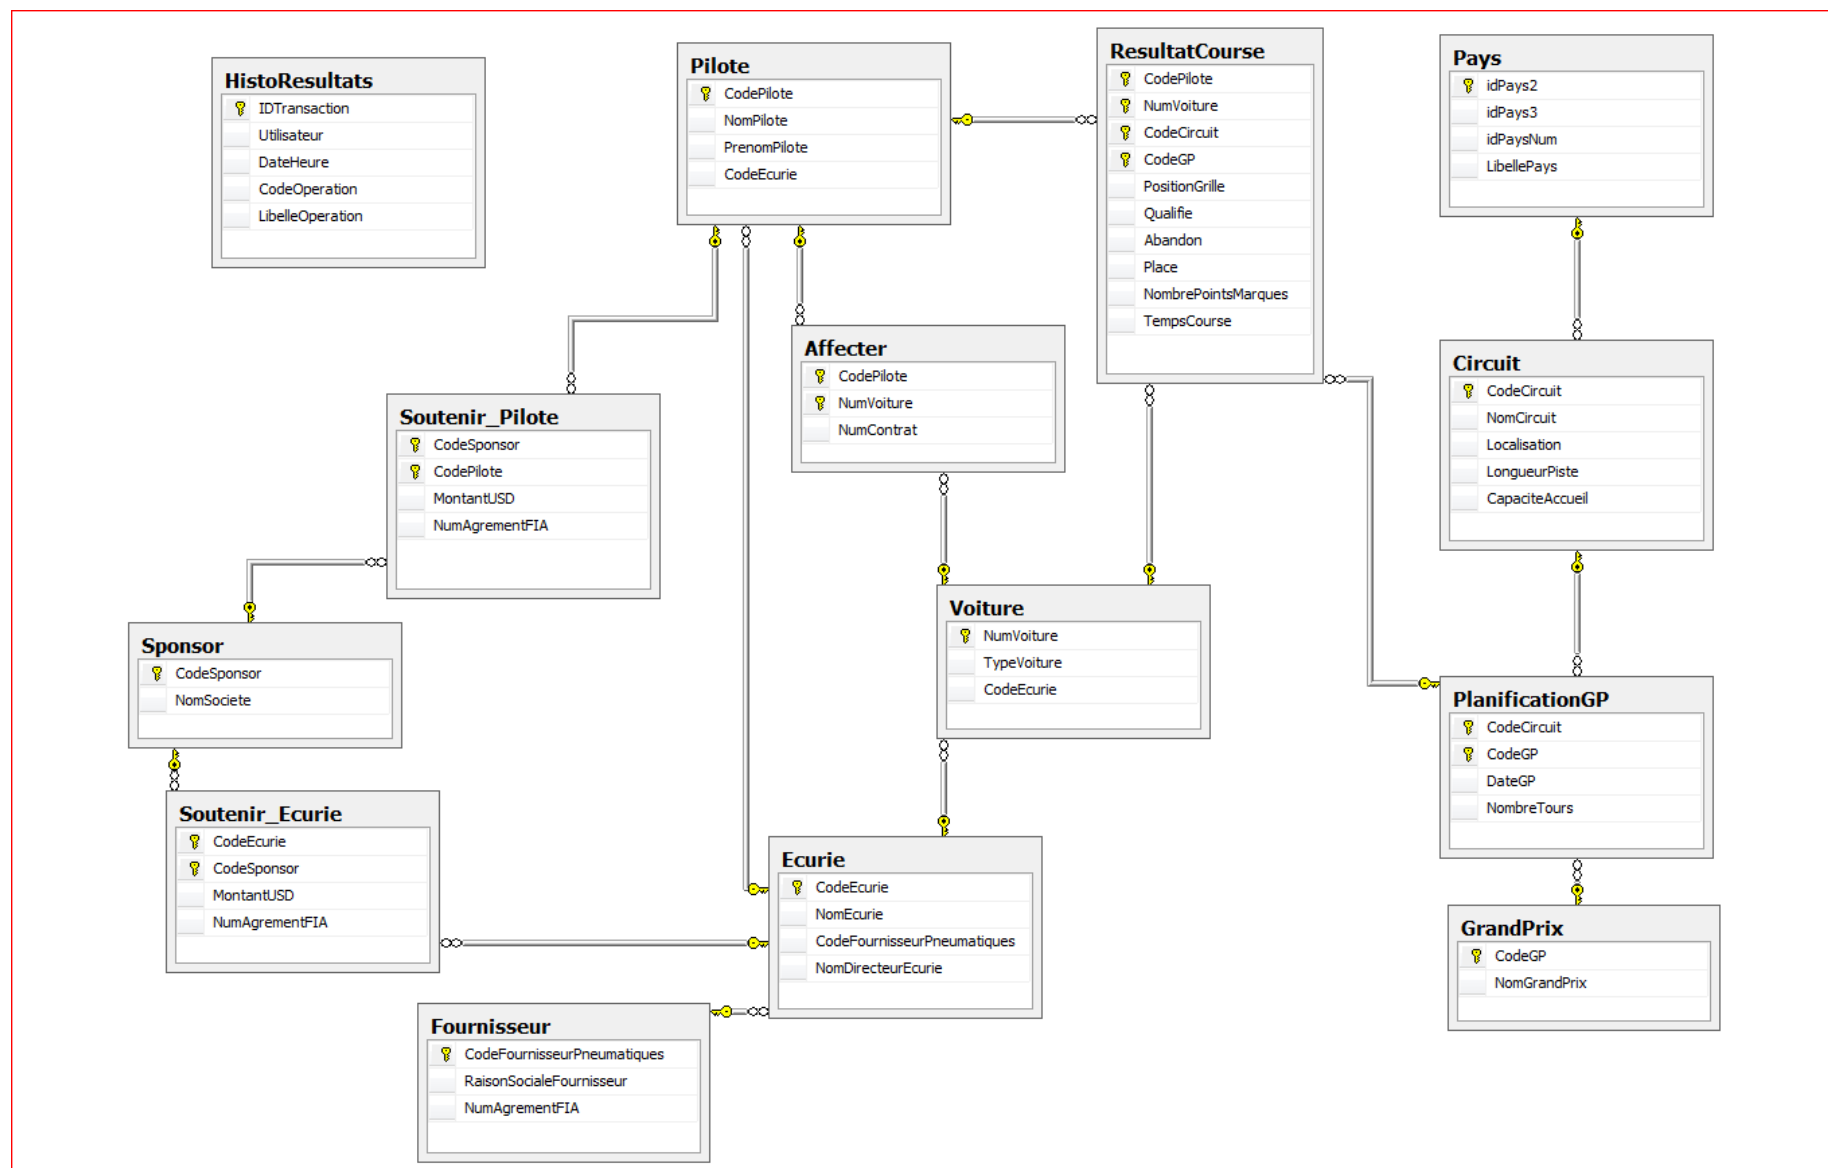 HistoResultats
IDTransaction
Utilisateur
DateHeure
CodeOperation
LibelleOperation
Pilote
CodePilote
NomPilote
PrenomPilote
CodeEcurie
ResultatCourse
CodePilote
NumVoiture
CodeCircuit
CodeGP
PositionGrille
Qualifie
Abandon
Place
NombrePointsMarques
TempsCourse
Pays
idPays2
idPays3
idPaysNum
LibellePays
Affecter
CodePilote
NumVoiture
NumContrat
Circuit
CodeCircuit
NomCircuit
Localisation
LongueurPiste
CapaciteAccueil
Soutenir_Pilote
CodeSponsor
CodePilote
MontantUSD
NumAgrementFIA
Sponsor
CodeSponsor
NomSociete
Voiture
NumVoiture
TypeVoiture
CodeEcurie
PlanificationGP
CodeCircuit
CodeGP
DateGP
NombreTours
Soutenir_Ecurie
CodeEcurie
CodeSponsor
MontantUSD
NumAgrementFIA
Ecurie
CodeEcurie
NomEcurie
CodeFournisseurPneumatiques
NomDirecteurEcurie
GrandPrix
CodeGP
NomGrandPrix
Fournisseur
CodeFournisseurPneumatiques
RaisonSocialeFournisseur
NumAgrementFIA